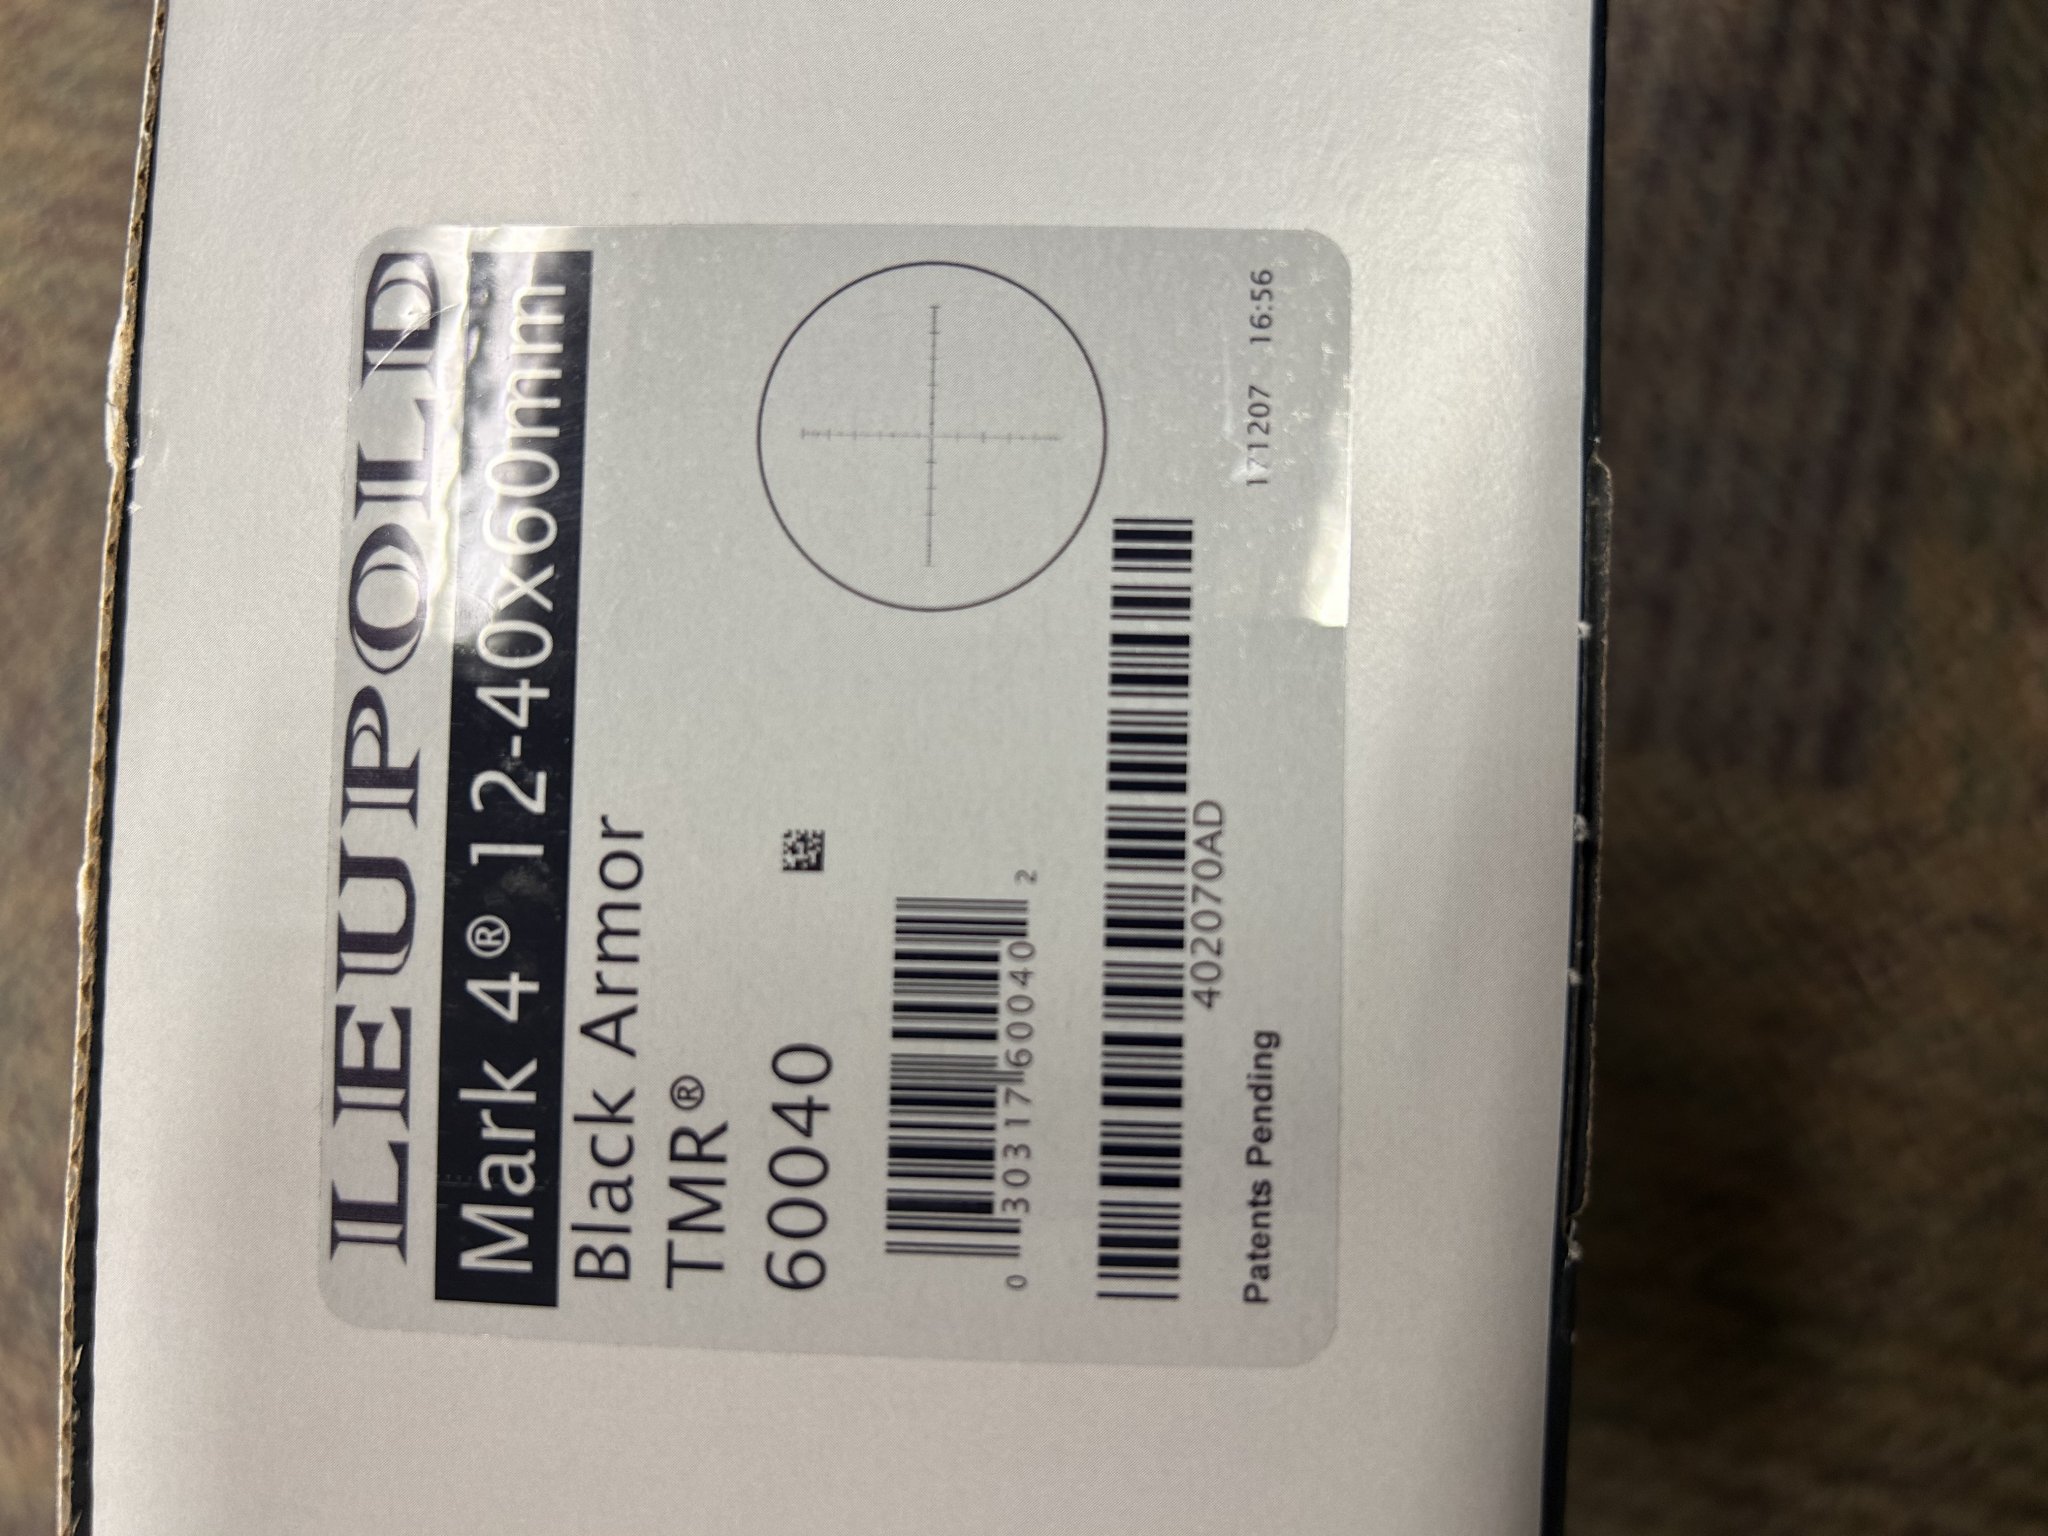 LEUPOLD
Mark 4® 12-40x60mm
Black Armor
TMR®
60040
0 30317 60040 2
402070AD
Patents Pending
171207 16:56